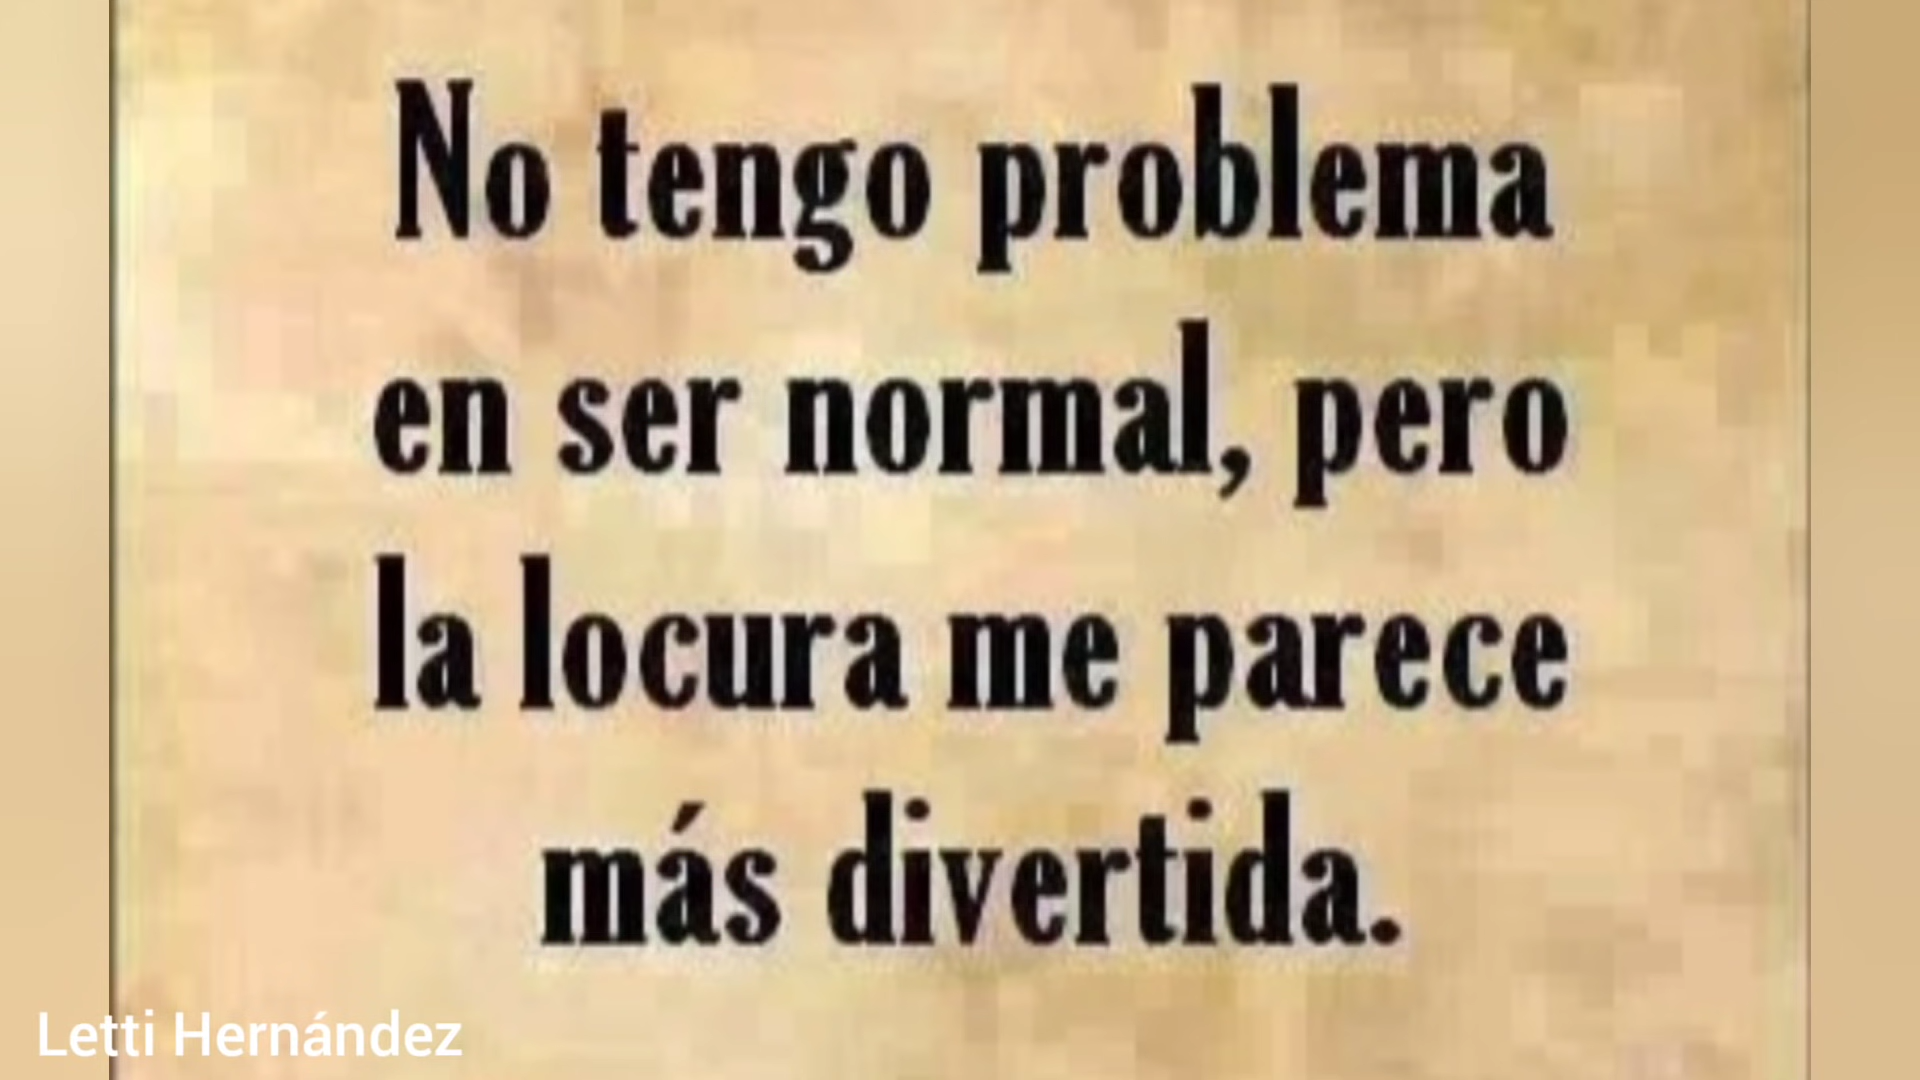 No tengo problema
en ser normal, pero
la locura me parece
más divertida.
Letti Hernández